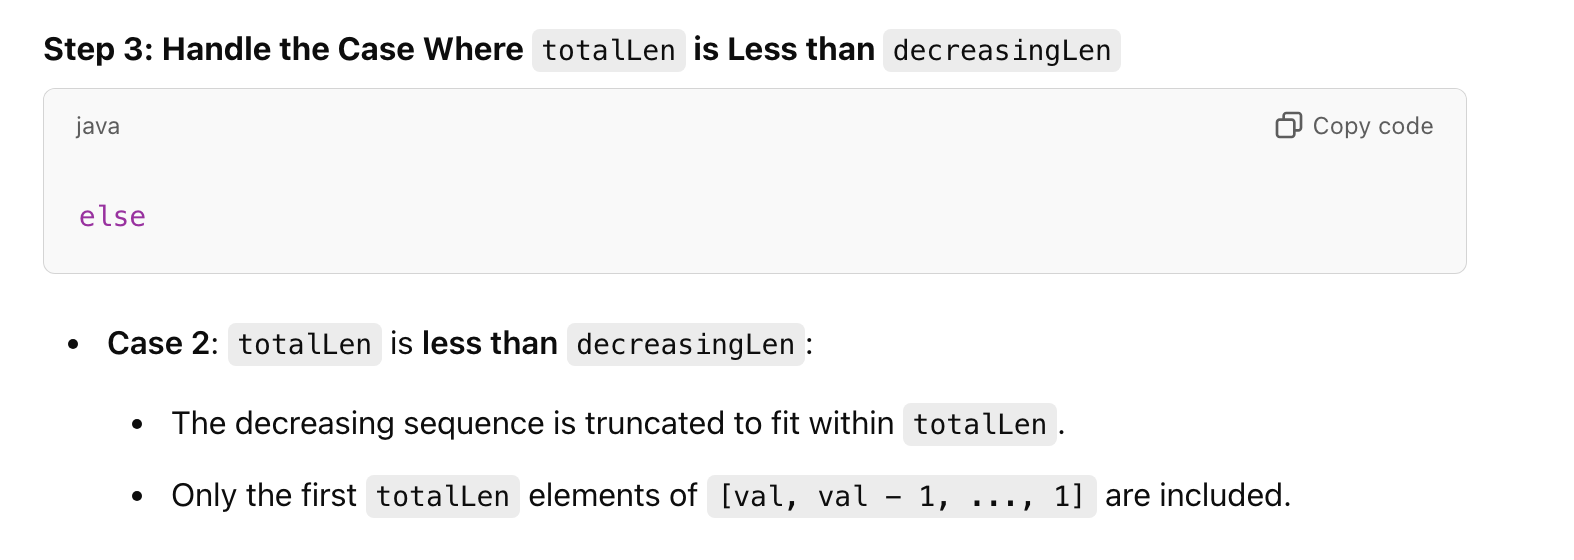 Step 3: Handle the Case Where totalLen is Less than decreasingLen
java
Copy code
else
• Case 2: totalLen is less than decreasingLen:
• The decreasing sequence is truncated to fit within totalLen.
• Only the first totalLen elements of [val, val - 1, ..., 1] are included.